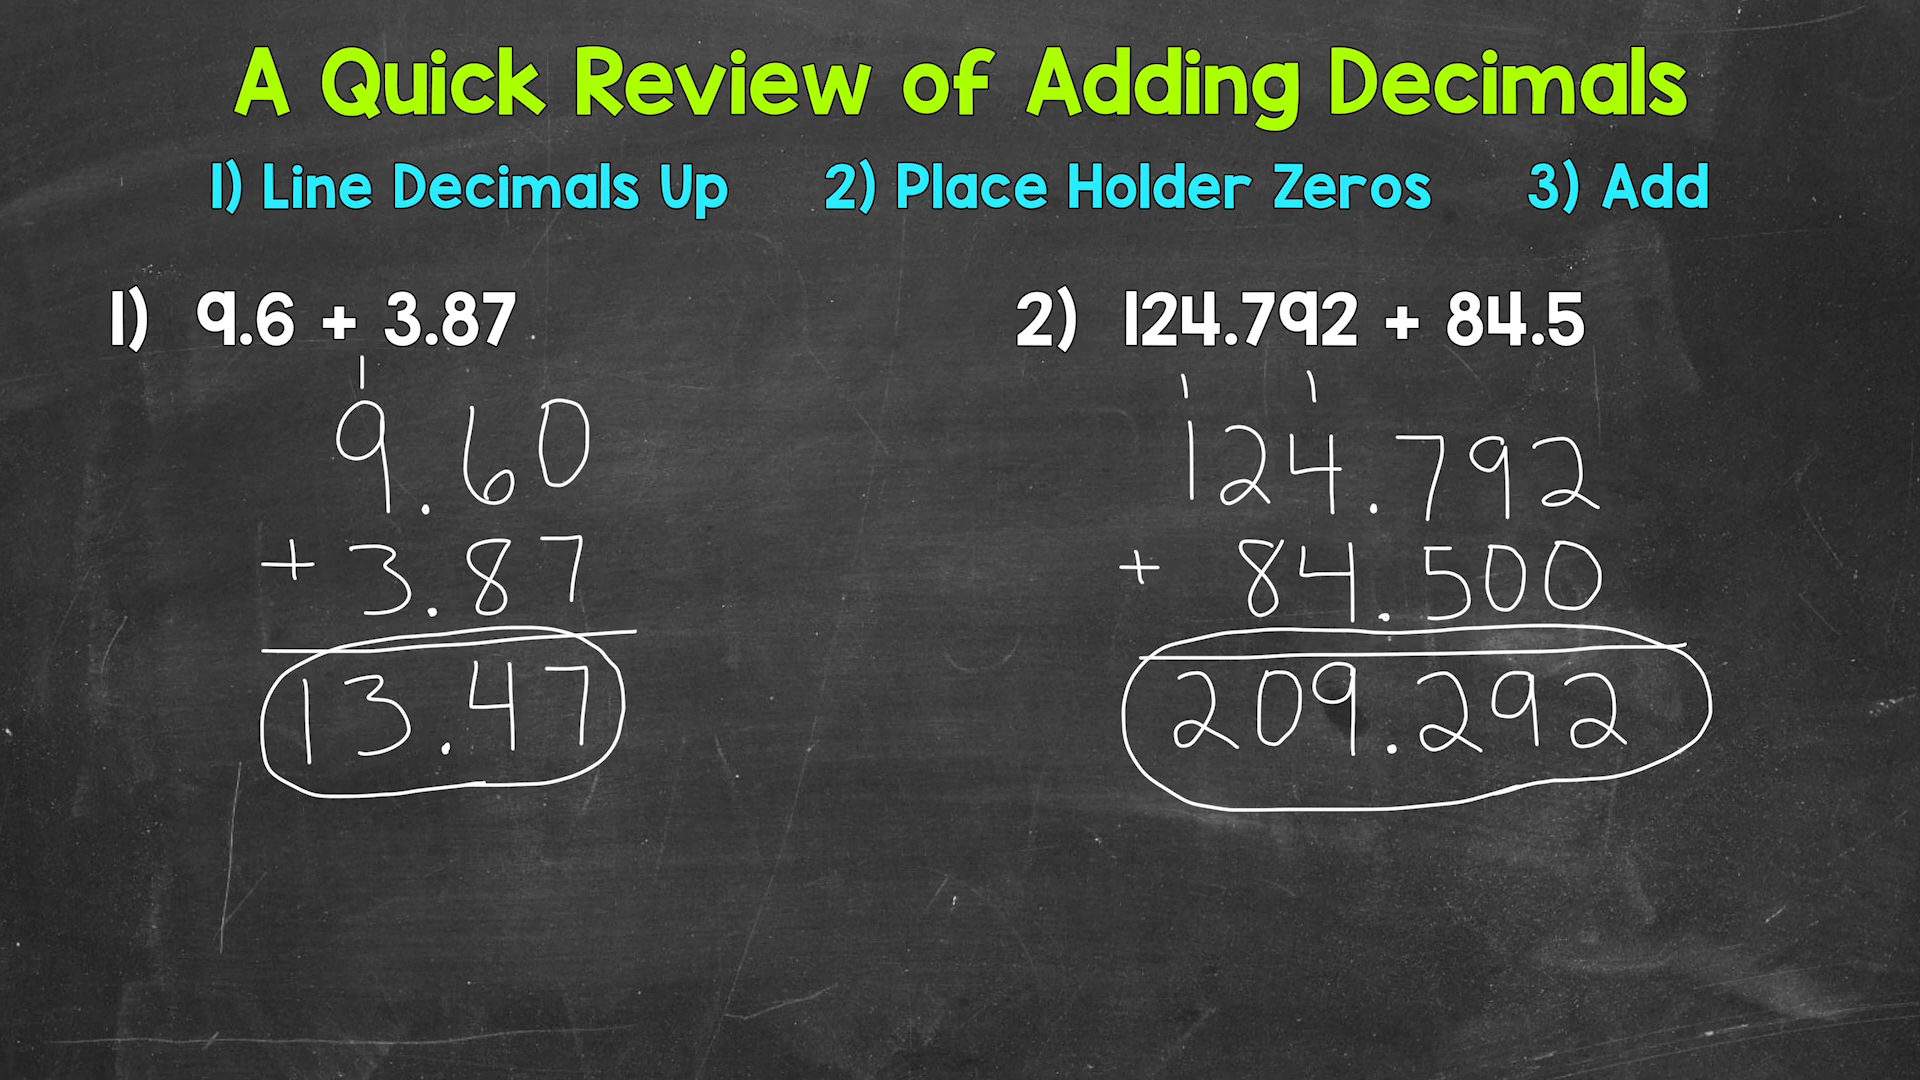 A Quick Review of Adding Decimals
1) Line Decimals Up 2) Place Holder Zeros 3) Add
1) 9.6 + 3.87
1
9.60
+ 3.87
13.47
2) 124.792 + 84.5
1 1
124.792
+ 84.500
209.292